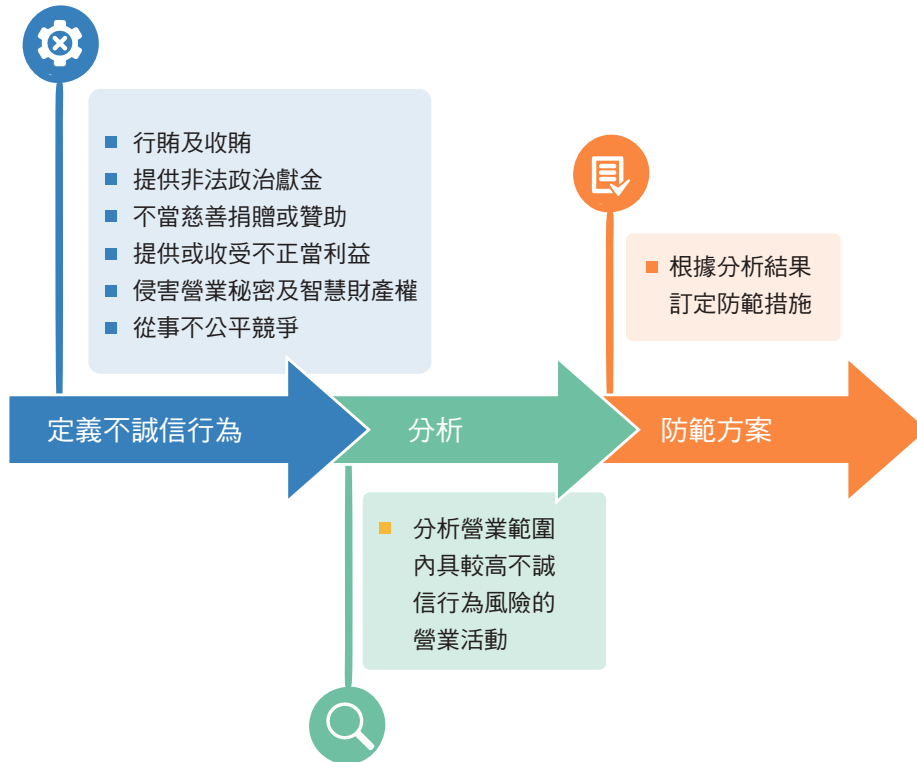 行賄及收賄
提供非法政治獻金
不當慈善捐贈或贊助
提供或收受不正當利益
侵害營業秘密及智慧財產權
從事不公平競爭
定義不誠信行為
分析
分析營業範圍
內具較高不誠
信行為風險的
營業活動
根據分析結果
訂定防範措施
防範方案